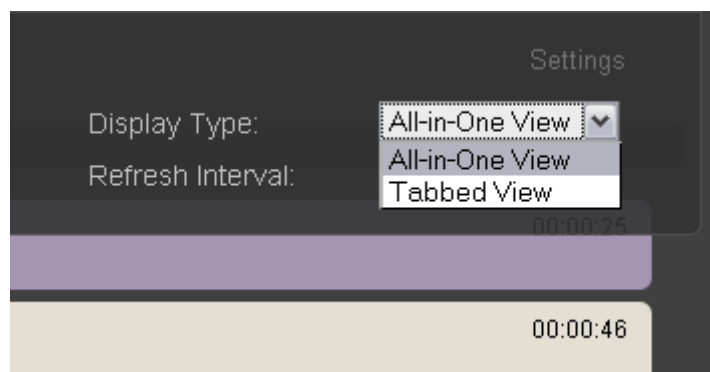 Settings
Display Type: All-in-One View
All-in-One View
Refresh Interval:
Tabbed View
00:00:25
00:00:46